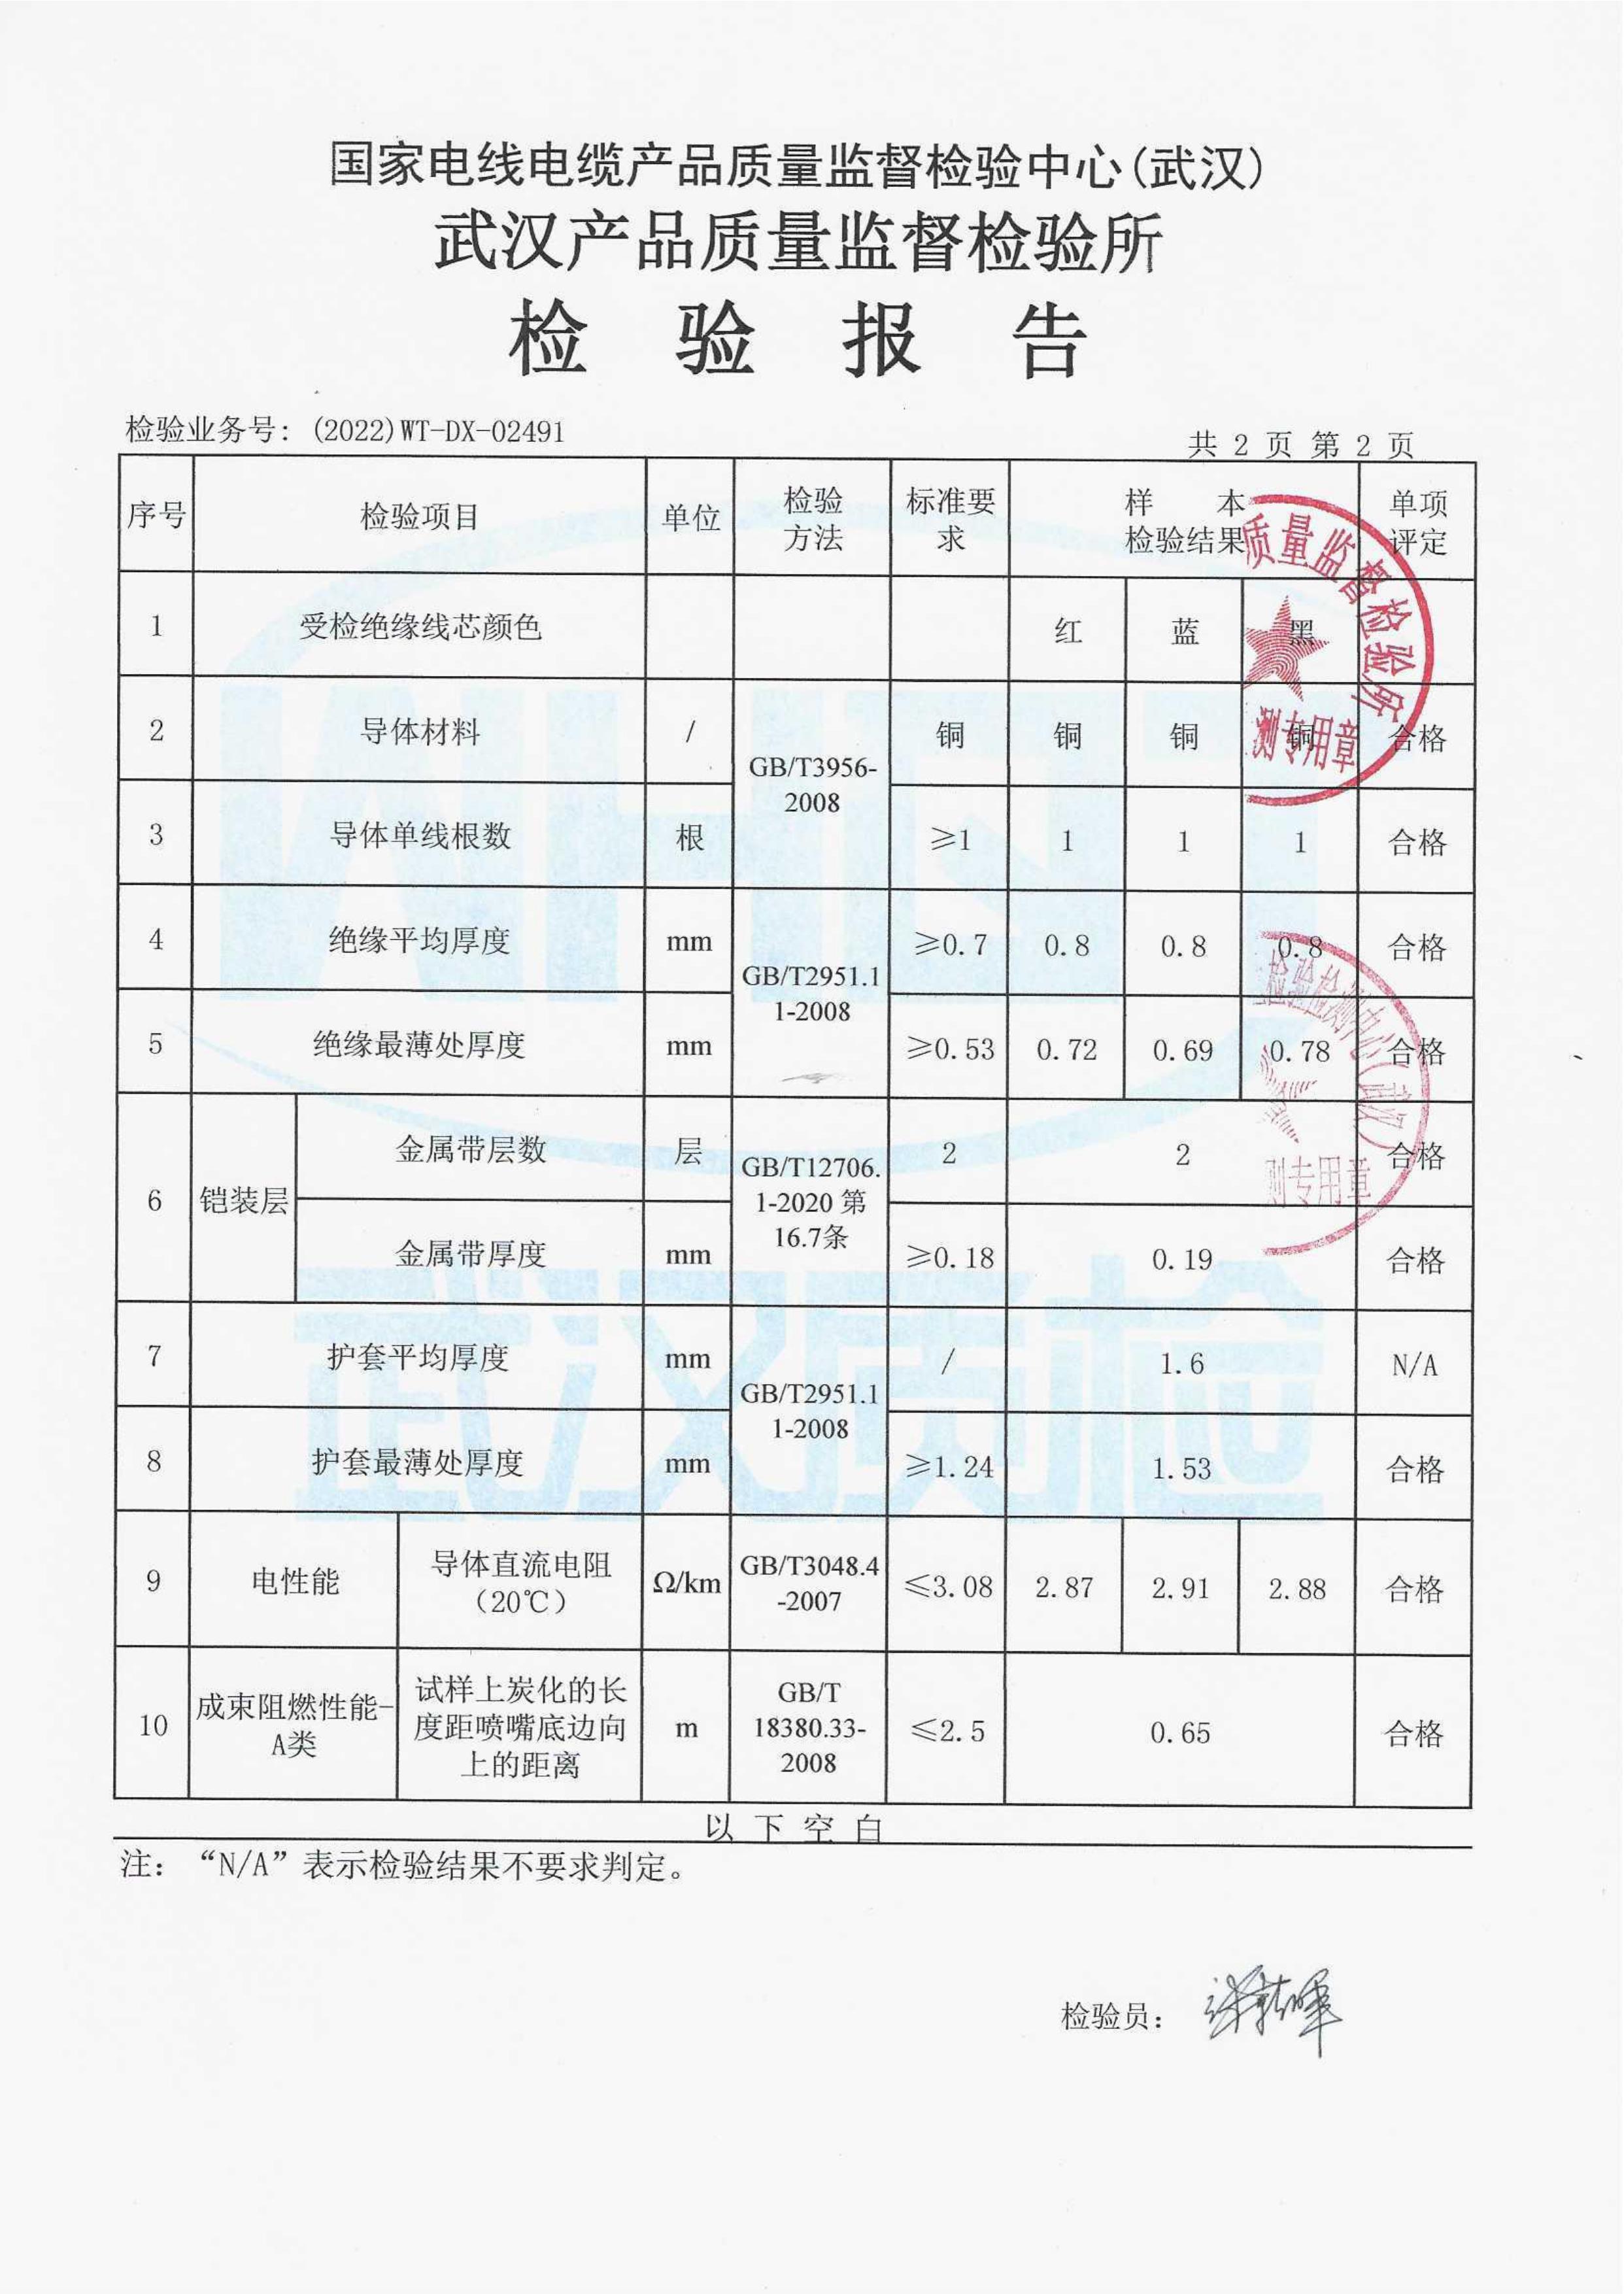 国家电线电缆产品质量监督检验中心(武汉)
武汉产品质量监督检验所
检 验 报 告
检验业务号: (2022)WT-DX-02491
共 2 页 第 2 页
序号 检验项目 单位 检验方法 标准要求 样 本 检验结果 单项评定
1 受检绝缘线芯颜色 红 蓝 黑
2 导体材料 / GB/T3956-2008 铜 铜 铜 铜 合格
3 导体单线根数 根 ≥1 1 1 1 合格
4 绝缘平均厚度 mm GB/T2951.11-2008 ≥0.7 0.8 0.8 0.8 合格
5 绝缘最薄处厚度 mm ≥0.53 0.72 0.69 0.78 合格
6 铠装层 金属带层数 层 GB/T12706.1-2020 第16.7条 2 2 合格
金属带厚度 mm ≥0.18 0.19 合格
7 护套平均厚度 mm GB/T2951.11-2008 / 1.6 N/A
8 护套最薄处厚度 mm ≥1.24 1.53 合格
9 电性能 导体直流电阻(20℃) Ω/km GB/T3048.4-2007 ≤3.08 2.87 2.91 2.88 合格
10 成束阻燃性能-A类 试样上炭化的长度距喷嘴底边向上的距离 m GB/T 18380.33-2008 ≤2.5 0.65 合格
以 下 空 白
注: “N/A”表示检验结果不要求判定。
检验员:
质量监督检验所
测专用章
检验检测中心(武汉)
测专用章
武汉质检